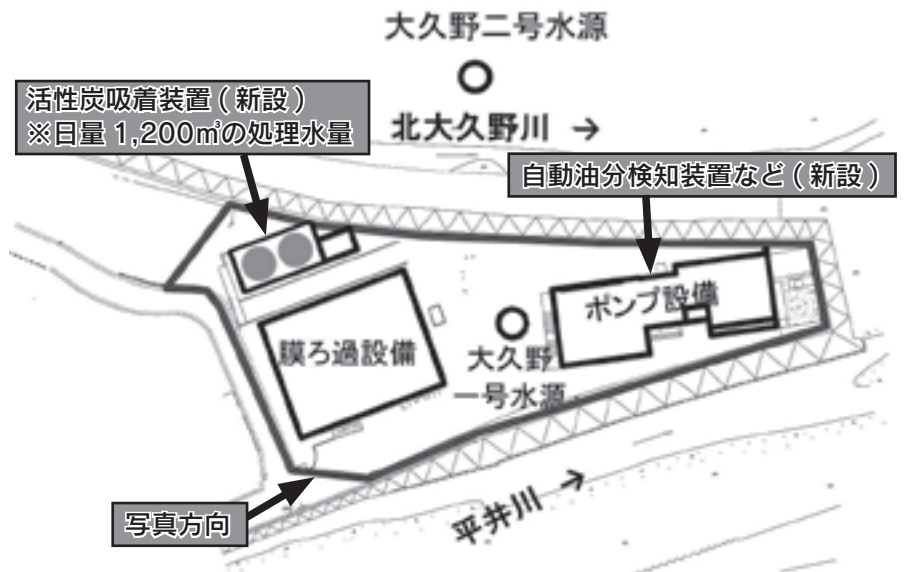 大久野二号水源
活性炭吸着装置(新設)
※日量 1,200㎥の処理水量
北大久野川 →
自動油分検知装置など(新設)
ポンプ設備
膜ろ過設備
大久野
一号水源
写真方向
平井川 →